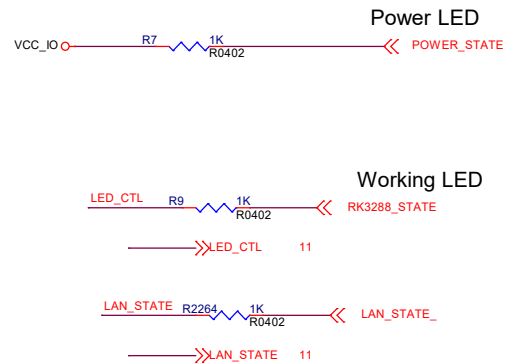 Power LED
VCC_IO R7 1K POWER_STATE
R0402
Working LED
LED_CTL R9 1K RK3288_STATE
R0402
LED_CTL 11
LAN_STATE R2264 1K LAN_STATE_
R0402
LAN_STATE 11